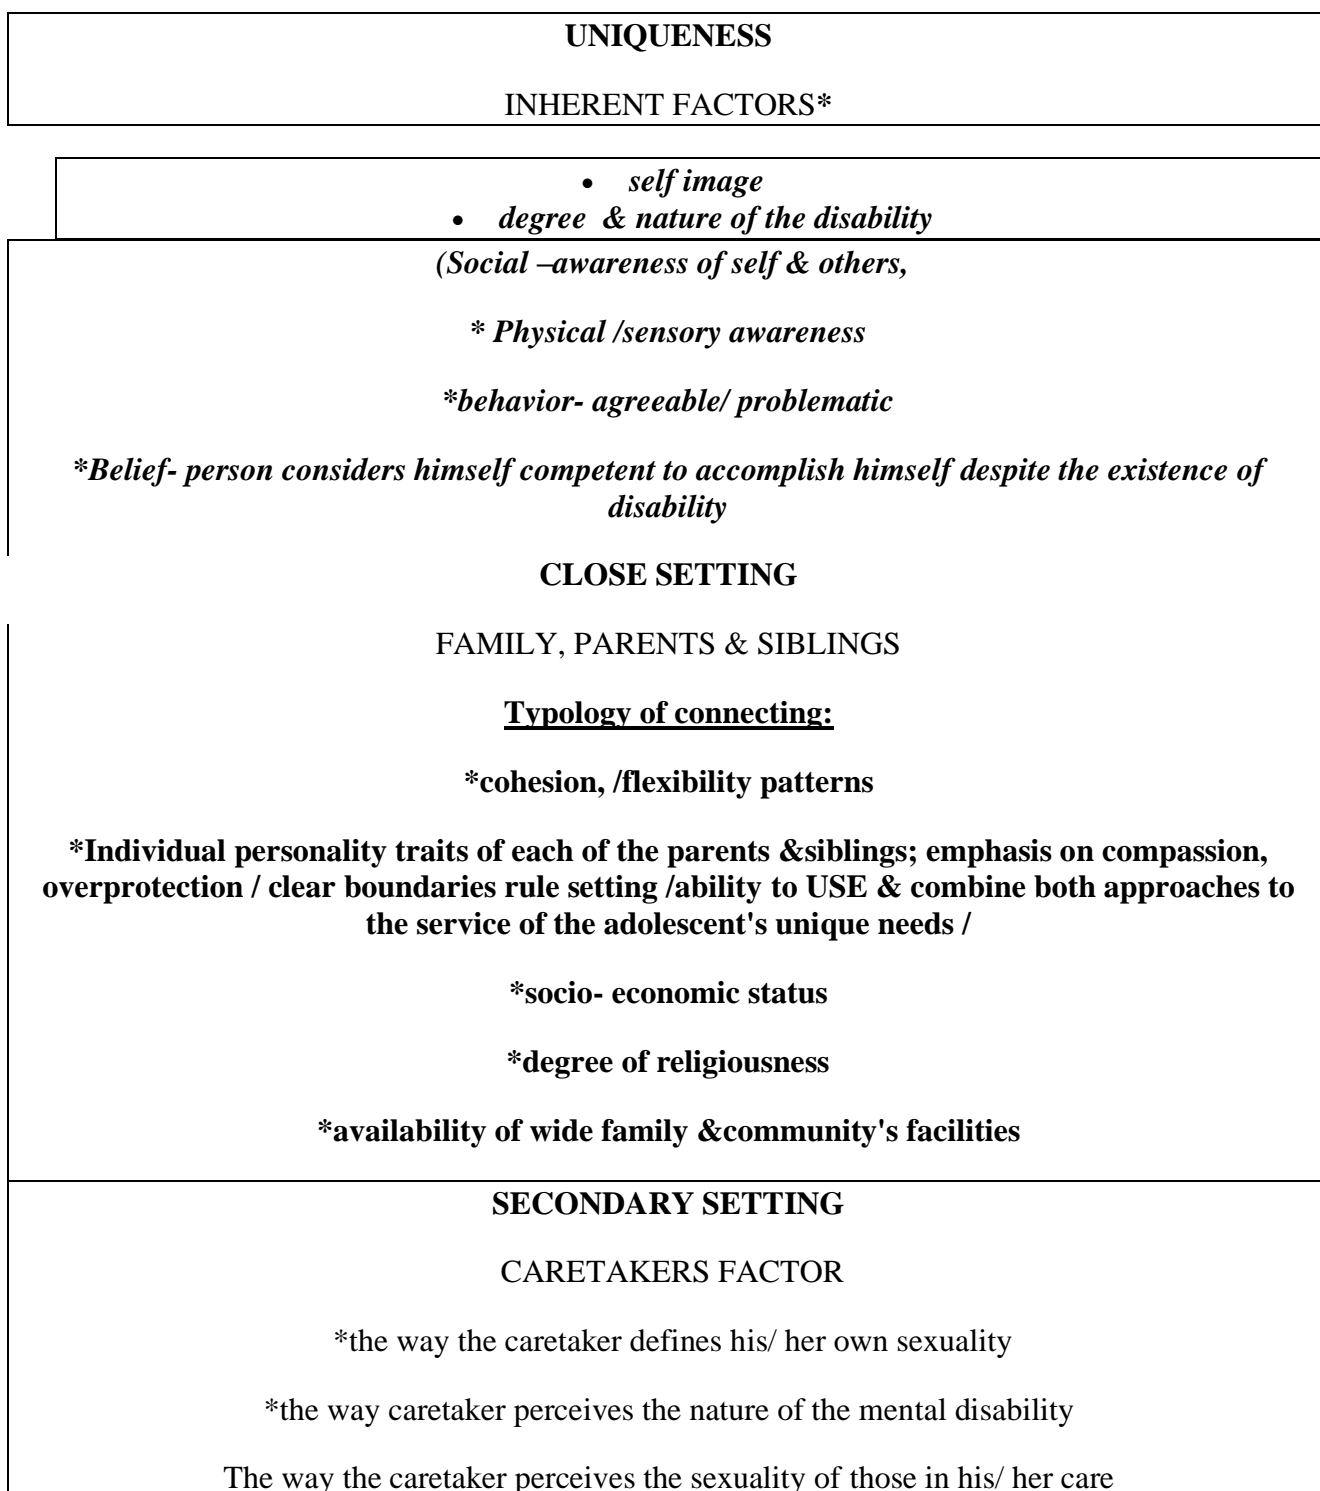 UNIQUENESS
INHERENT FACTORS*
• self image
• degree & nature of the disability
(Social –awareness of self & others,
* Physical /sensory awareness
*behavior- agreeable/ problematic
*Belief- person considers himself competent to accomplish himself despite the existence of
disability
CLOSE SETTING
FAMILY, PARENTS & SIBLINGS
Typology of connecting:
*cohesion, /flexibility patterns
*Individual personality traits of each of the parents &siblings; emphasis on compassion,
overprotection / clear boundaries rule setting /ability to USE & combine both approaches to
the service of the adolescent's unique needs /
*socio- economic status
*degree of religiousness
*availability of wide family &community's facilities
SECONDARY SETTING
CARETAKERS FACTOR
*the way the caretaker defines his/ her own sexuality
*the way caretaker perceives the nature of the mental disability
The way the caretaker perceives the sexuality of those in his/ her care